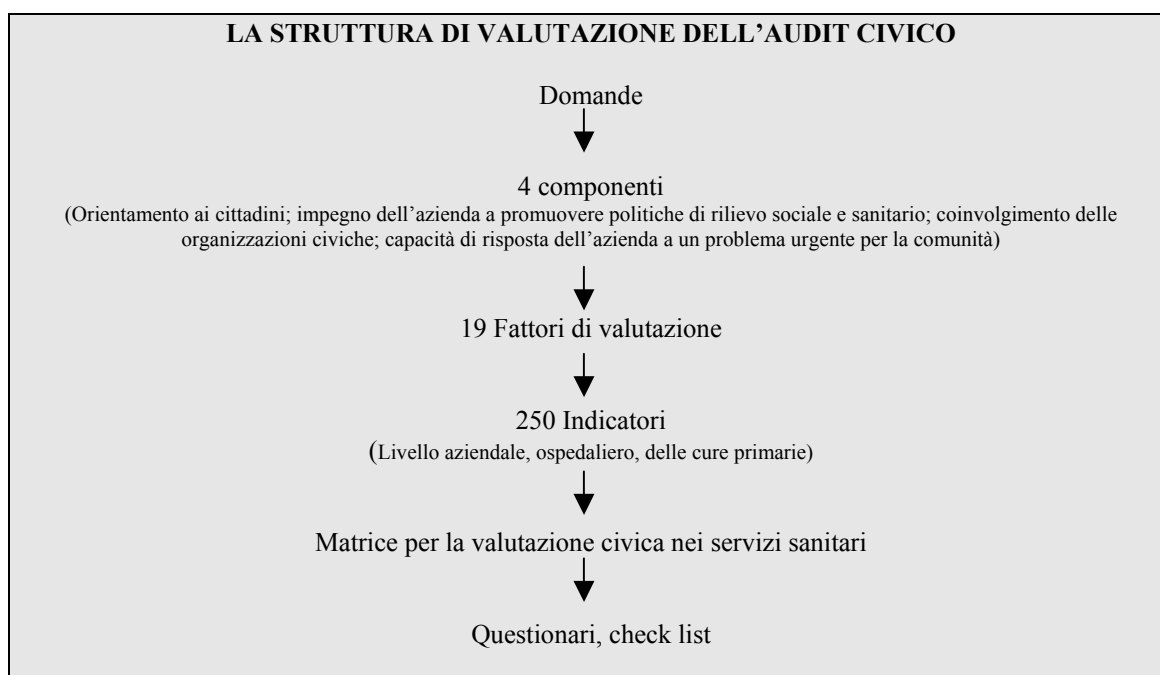 LA STRUTTURA DI VALUTAZIONE DELL’AUDIT CIVICO
Domande
4 componenti
(Orientamento ai cittadini; impegno dell’azienda a promuovere politiche di rilievo sociale e sanitario; coinvolgimento delle
organizzazioni civiche; capacità di risposta dell’azienda a un problema urgente per la comunità)
19 Fattori di valutazione
250 Indicatori
(Livello aziendale, ospedaliero, delle cure primarie)
Matrice per la valutazione civica nei servizi sanitari
Questionari, check list